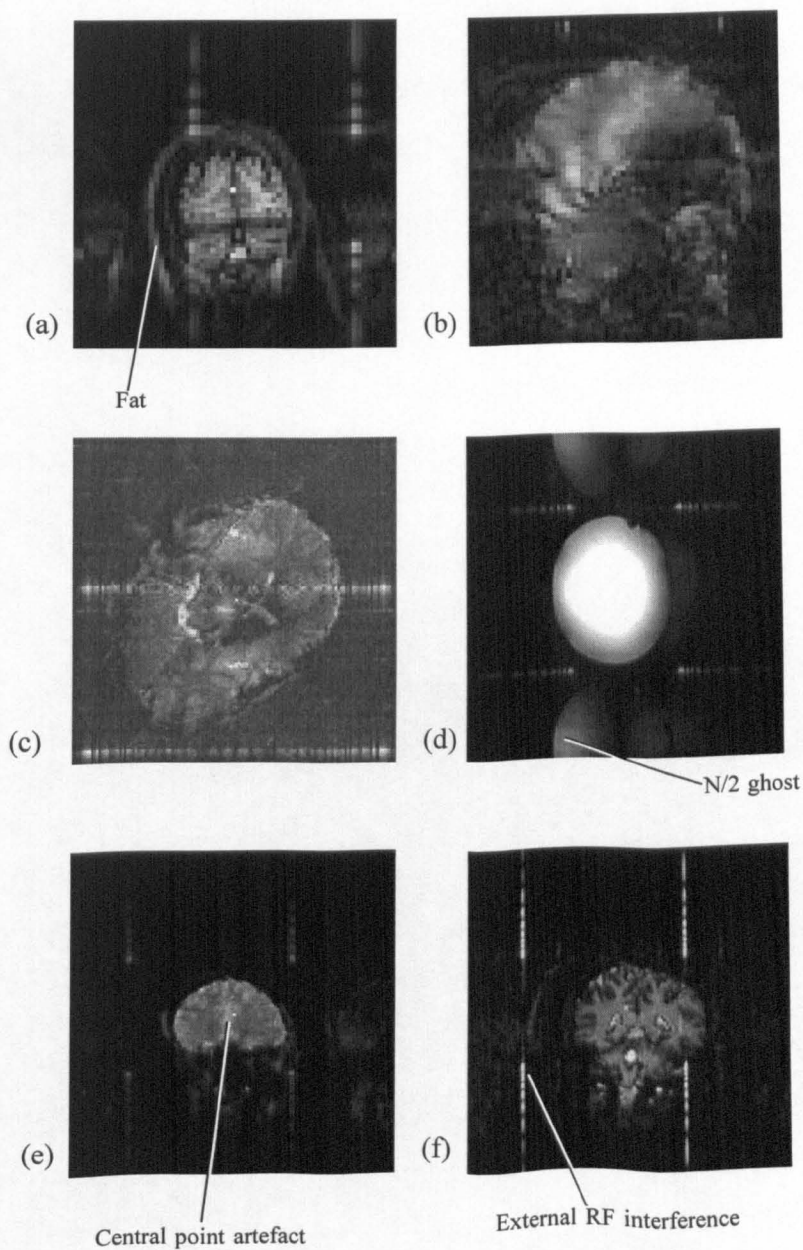 (a)
(b)
Fat
(c)
(d)
N/2 ghost
(e)
(f)
Central point artefact
External RF interference